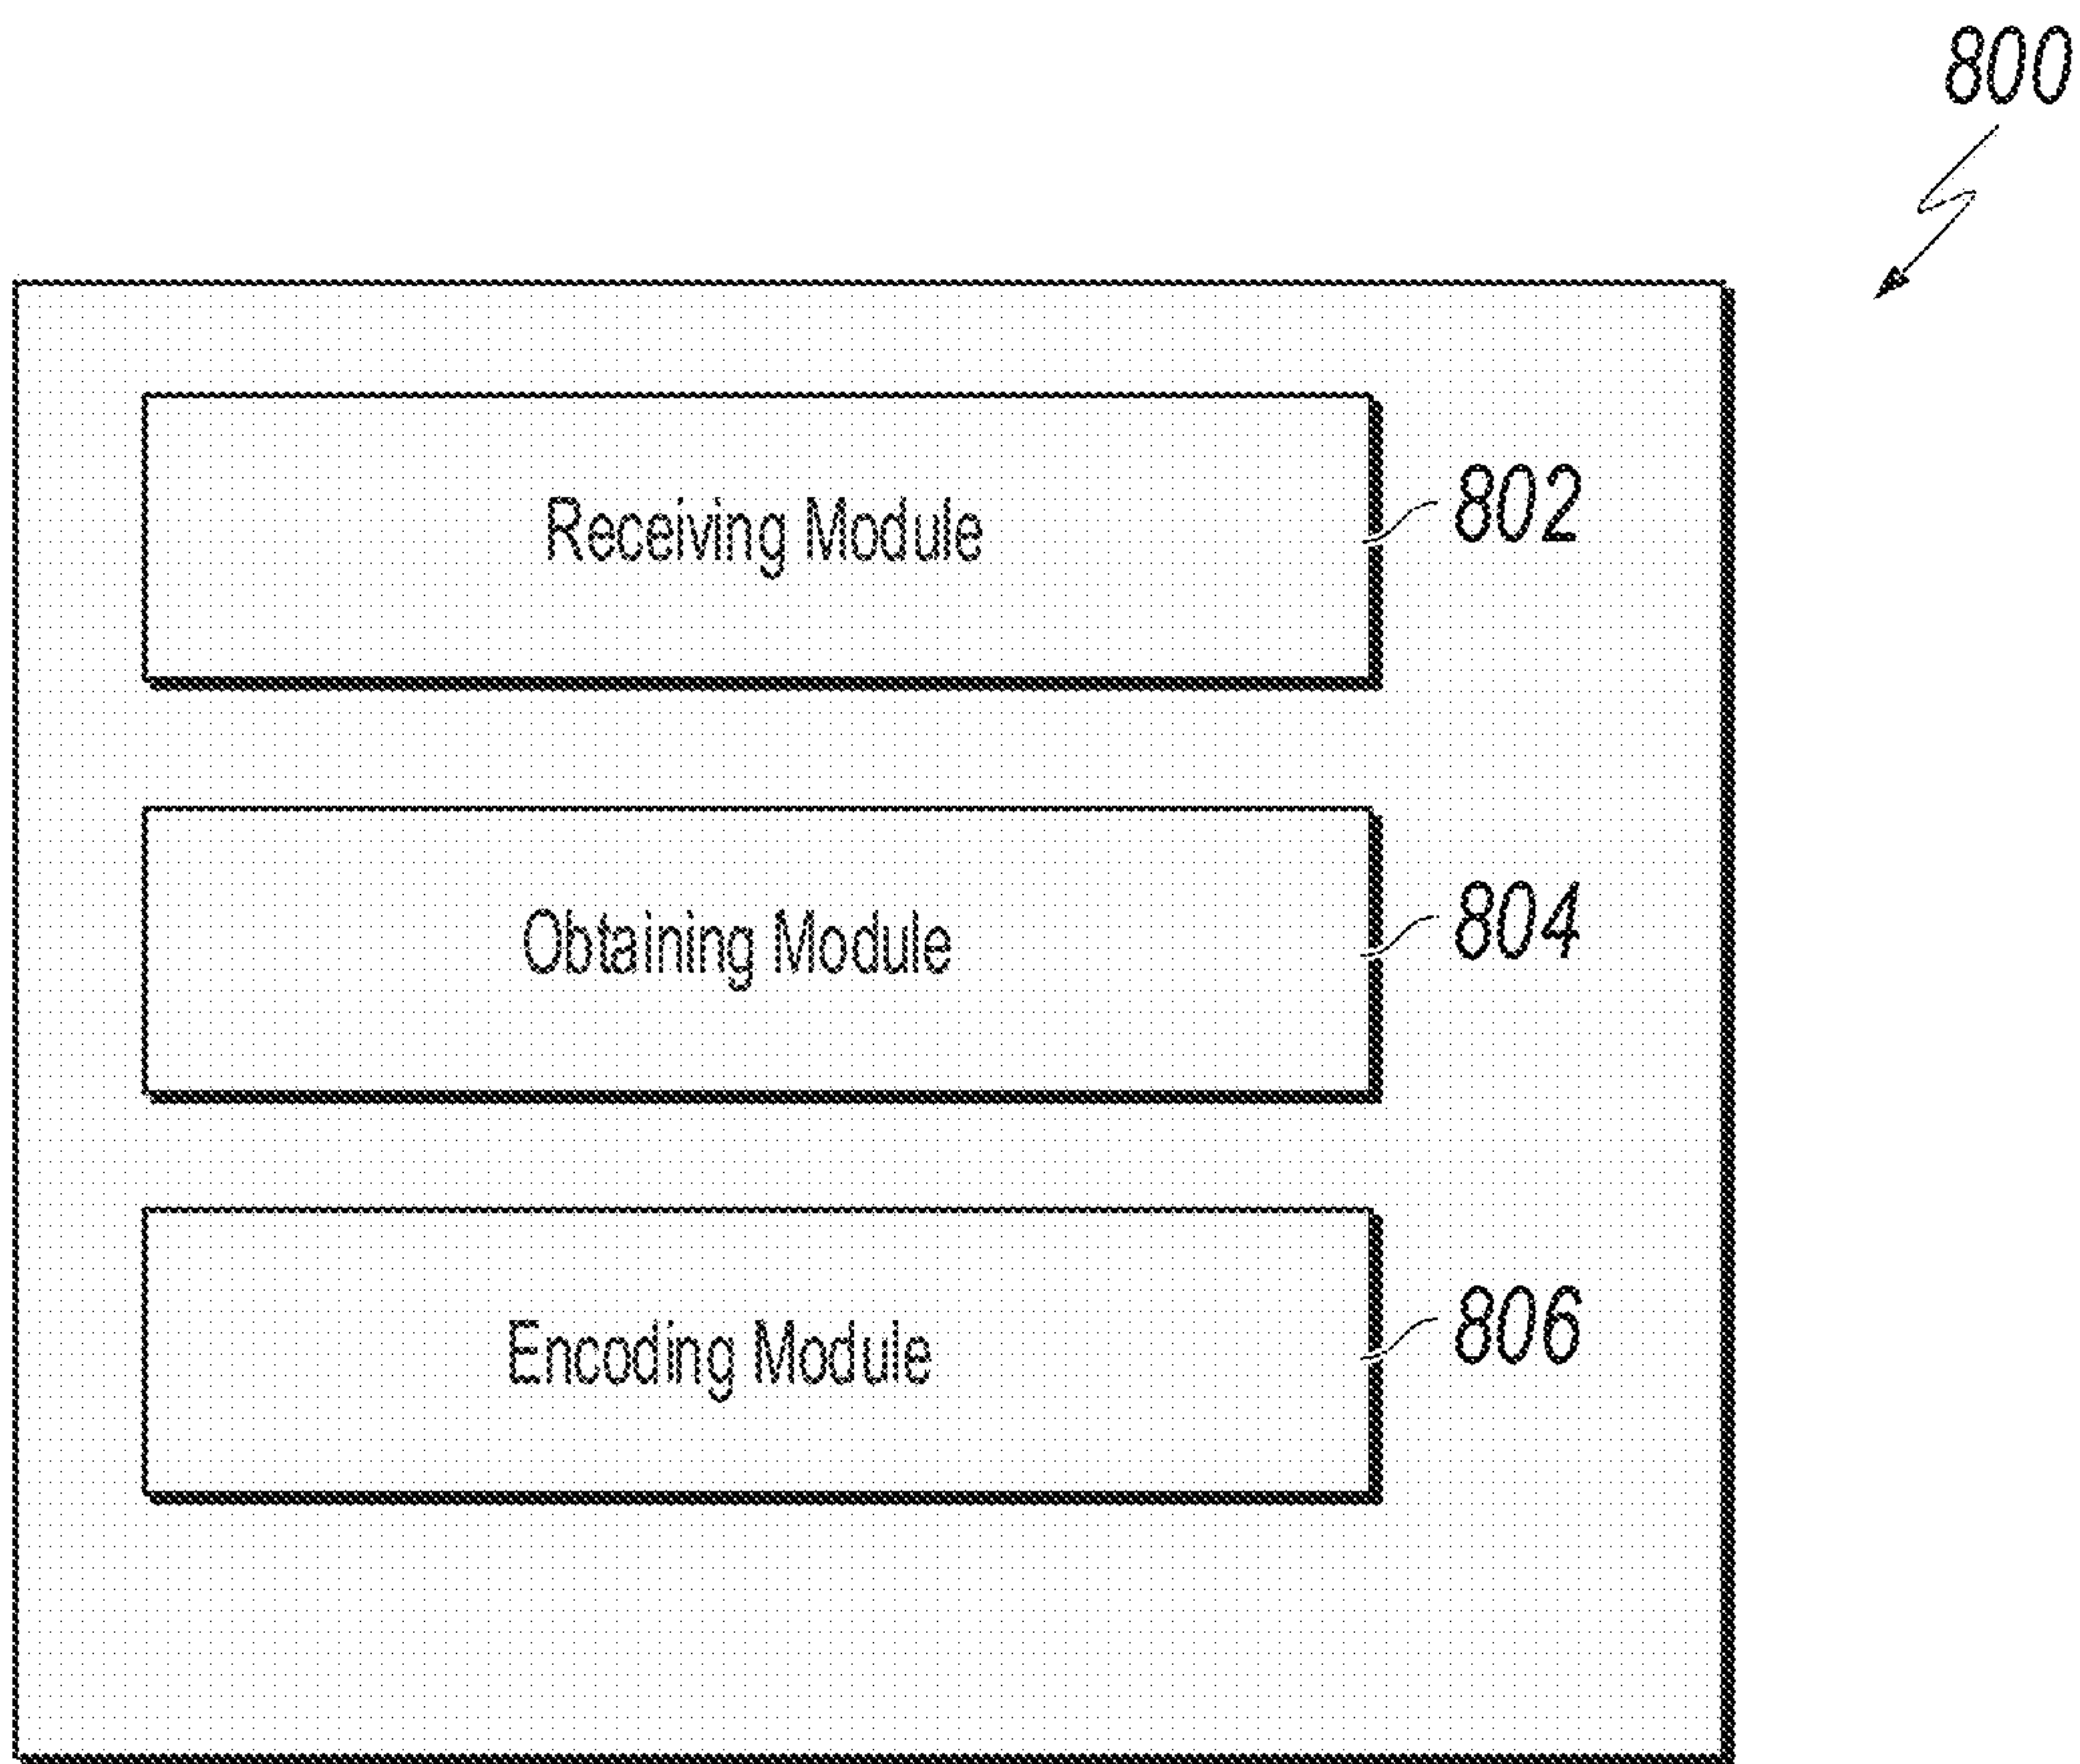 800
Receiving Module
802
Obtaining Module
804
Encoding Module
806